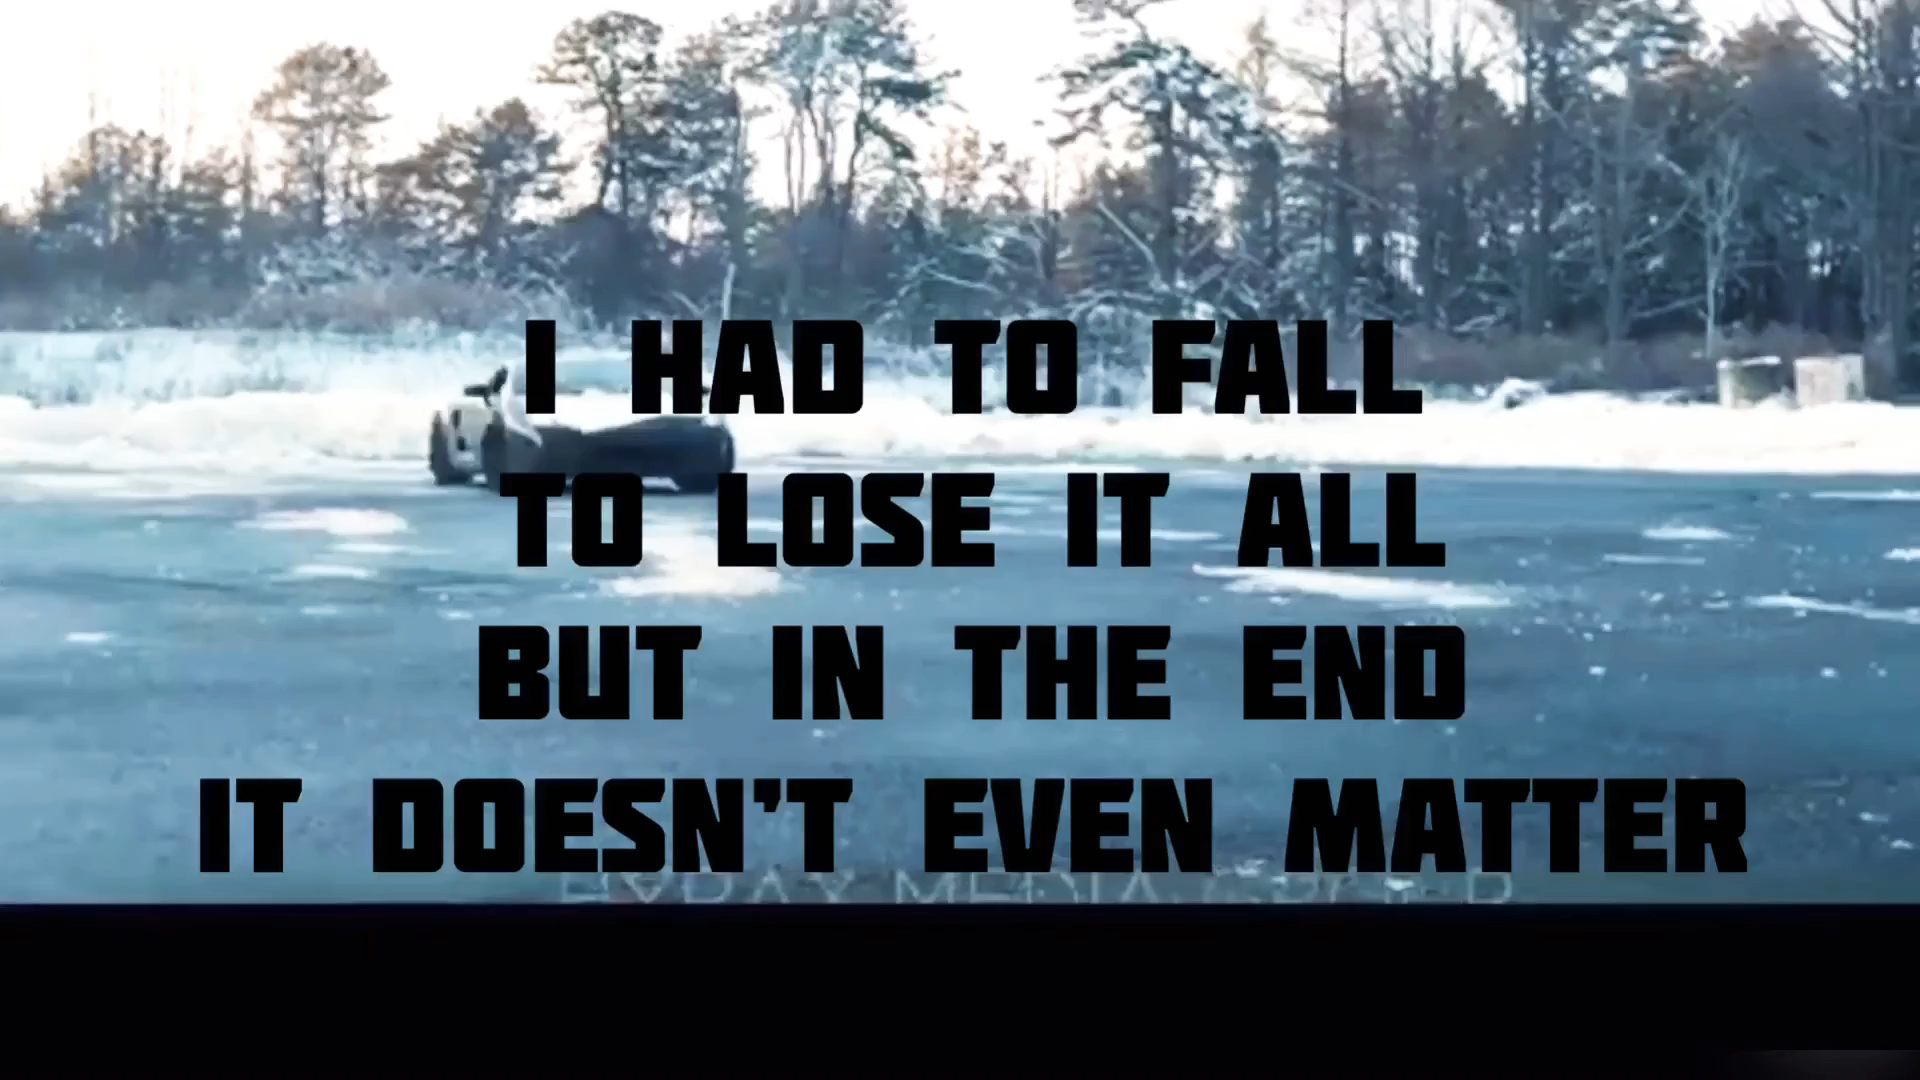 I HAD TO FALL
TO LOSE IT ALL
BUT IN THE END
IT DOESN'T EVEN MATTER